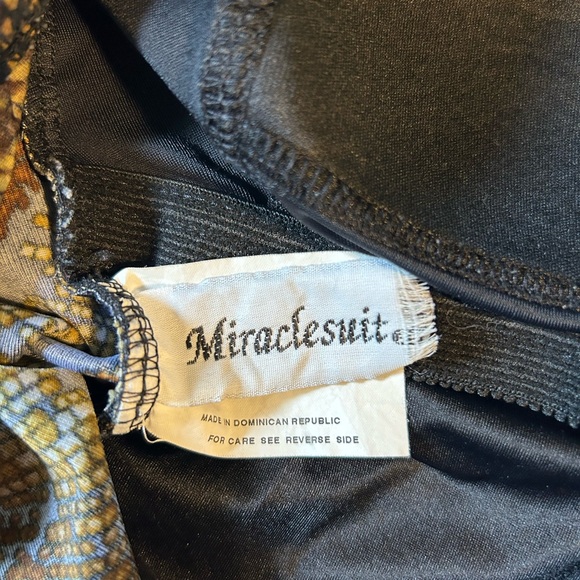 Miraclesuit
MADE IN DOMINICAN REPUBLIC
FOR CARE SEE REVERSE SIDE